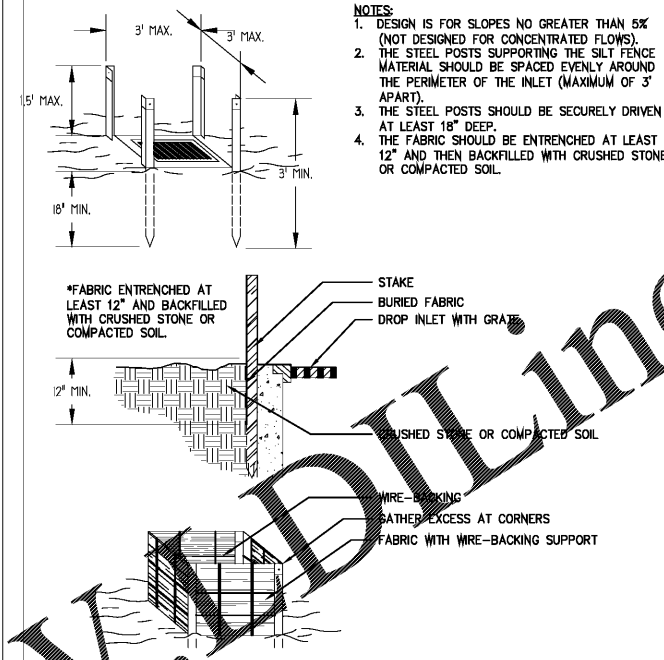 NOTES:
1. DESIGN IS FOR SLOPES NO GREATER THAN 5%
(NOT DESIGNED FOR CONCENTRATED FLOWS).
2. THE STEEL POSTS SUPPORTING THE SILT FENCE
MATERIAL SHOULD BE SPACED EVENLY AROUND
THE PERIMETER OF THE INLET (MAXIMUM OF 3'
APART).
3. THE STEEL POSTS SHOULD BE SECURELY DRIVEN
AT LEAST 18" DEEP.
4. THE FABRIC SHOULD BE ENTRENCHED AT LEAST
12" AND THEN BACKFILLED WITH CRUSHED STONE
OR COMPACTED SOIL.
3' MAX.
3' MAX.
1.5' MAX.
3' MIN.
18" MIN.
*FABRIC ENTRENCHED AT
LEAST 12" AND BACKFILLED
WITH CRUSHED STONE OR
COMPACTED SOIL.
STAKE
BURIED FABRIC
DROP INLET WITH GRATE
12" MIN.
CRUSHED STONE OR COMPACTED SOIL
WIRE-BACKING
GATHER EXCESS AT CORNERS
FABRIC WITH WIRE-BACKING SUPPORT